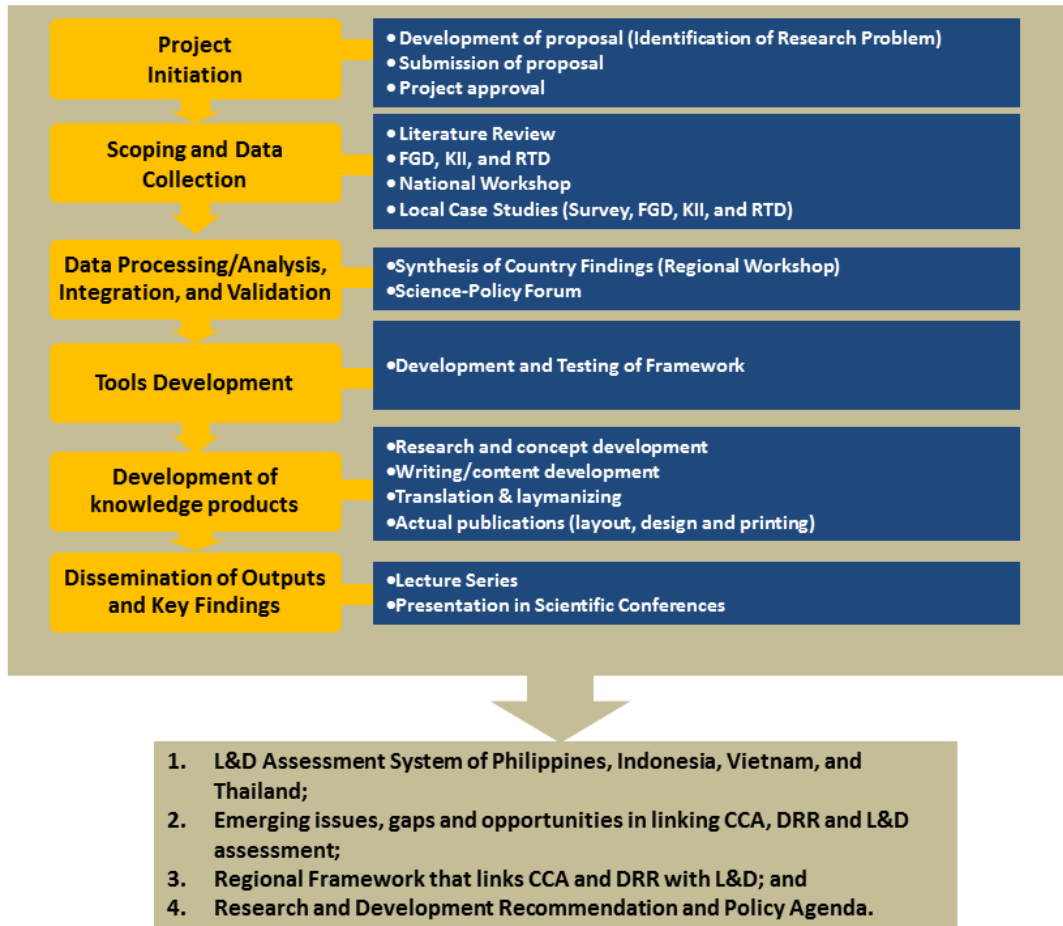 Project
Initiation
•Development of proposal (Identification of Research Problem)
•Submission of proposal
•Project approval
Scoping and Data
Collection
•Literature Review
•FGD, KII, and RTD
•National Workshop
•Local Case Studies (Survey, FGD, KII, and RTD)
Data Processing/Analysis,
Integration, and Validation
•Synthesis of Country Findings (Regional Workshop)
•Science-Policy Forum
Tools Development
•Development and Testing of Framework
Development of
knowledge products
•Research and concept development
•Writing/content development
•Translation & laymanizing
•Actual publications (layout, design and printing)
Dissemination of Outputs
and Key Findings
•Lecture Series
•Presentation in Scientific Conferences
1. L&D Assessment System of Philippines, Indonesia, Vietnam, and
Thailand;
2. Emerging issues, gaps and opportunities in linking CCA, DRR and L&D
assessment;
3. Regional Framework that links CCA and DRR with L&D; and
4. Research and Development Recommendation and Policy Agenda.